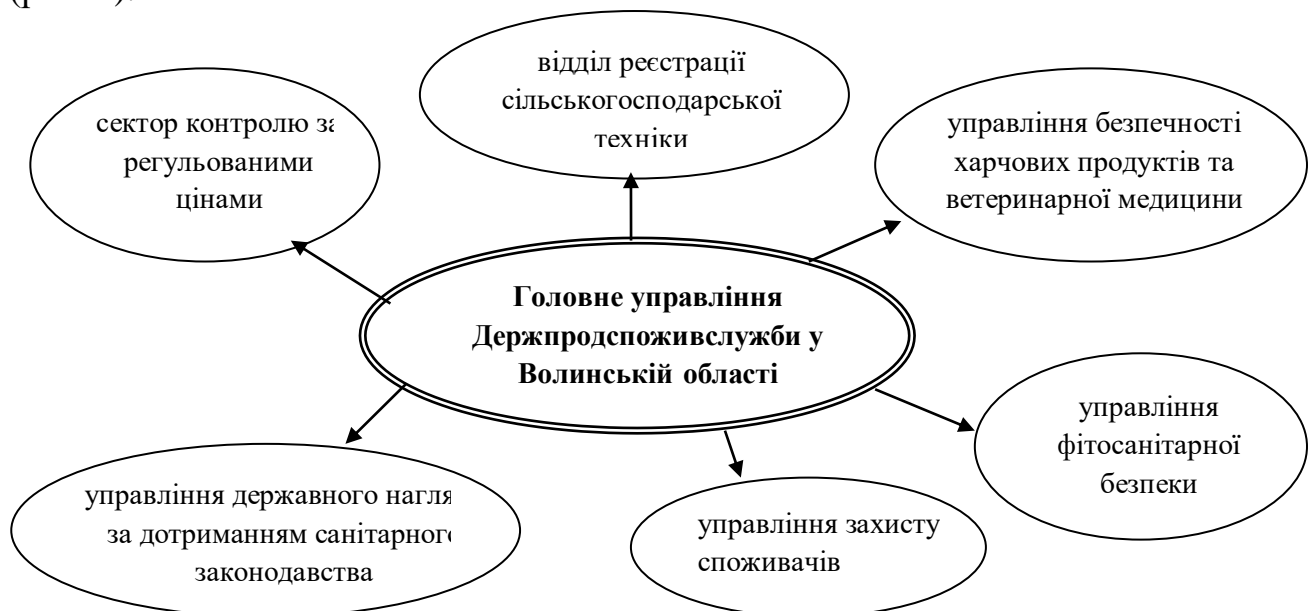 відділ реєстрації
сільськогосподарської
техніки
сектор контролю за
регульованими
цінами
управління безпечності
харчових продуктів та
ветеринарної медицини
Головне управління
Держпродспоживслужби у
Волинській області
управління
фітосанітарної
безпеки
управління державного нагля
за дотриманням санітарного
законодавства
управління захисту
споживачів